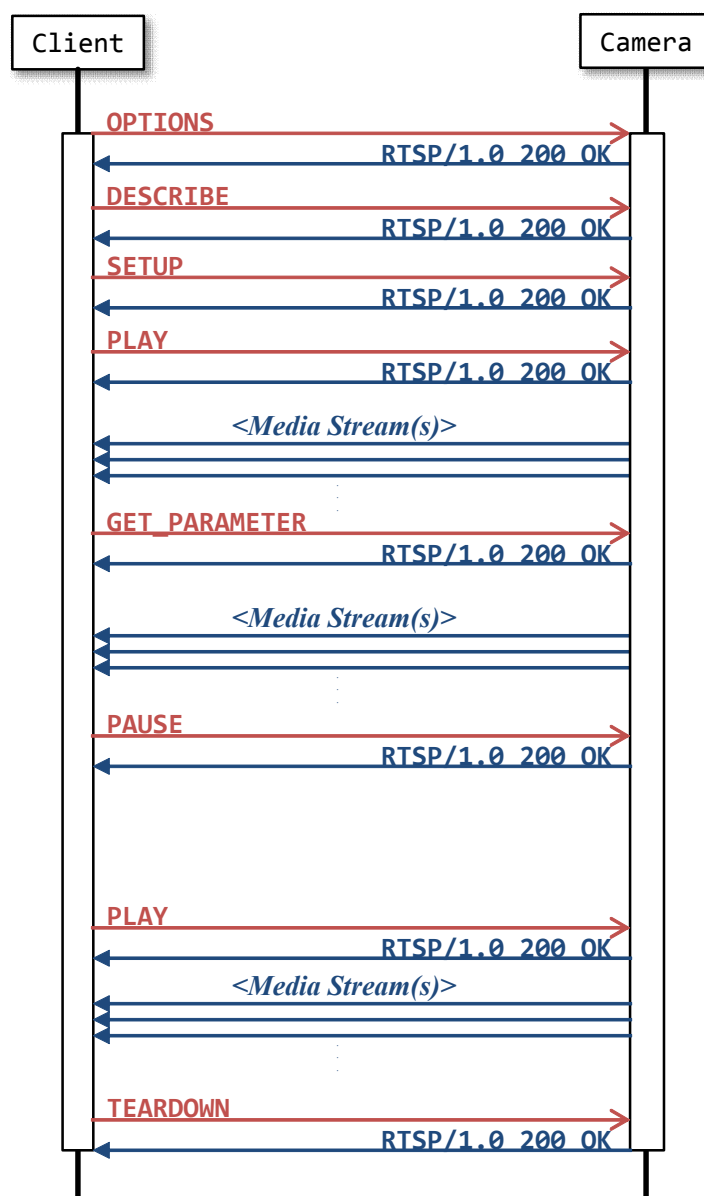 Client
Camera
OPTIONS
RTSP/1.0 200 OK
DESCRIBE
RTSP/1.0 200 OK
SETUP
RTSP/1.0 200 OK
PLAY
RTSP/1.0 200 OK
<Media Stream(s)>
GET_PARAMETER
RTSP/1.0 200 OK
<Media Stream(s)>
PAUSE
RTSP/1.0 200 OK
PLAY
RTSP/1.0 200 OK
<Media Stream(s)>
TEARDOWN
RTSP/1.0 200 OK